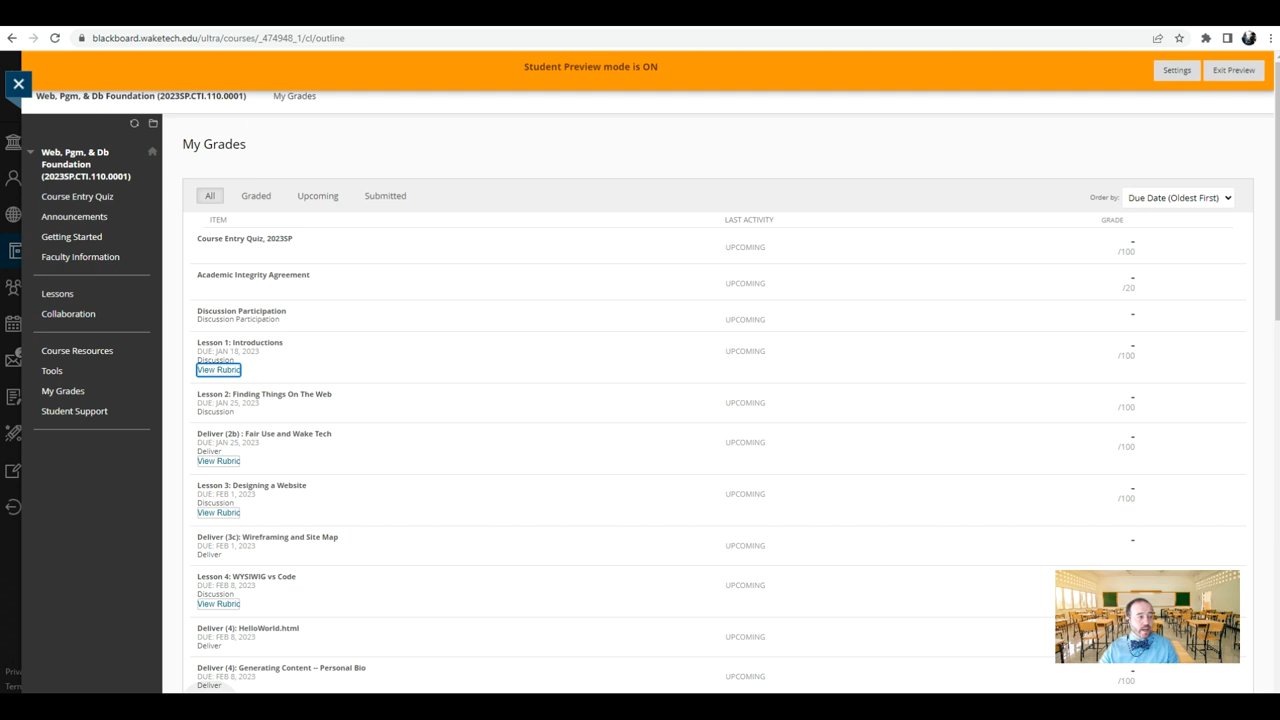 blackboard.waketech.edu/ultra/courses/_474948_1/cl/outline
Student Preview mode is ON
Settings
Exit Preview
Web, Pgm, & Db Foundation (2023SP.CTI.110.0001)
My Grades
Web, Pgm, & Db
Foundation
(2023SP.CTI.110.0001)
Course Entry Quiz
Announcements
Getting Started
Faculty Information
Lessons
Collaboration
Course Resources
Tools
My Grades
Student Support
Priv
Term
My Grades
All
Graded
Upcoming
Submitted
Order by:
Due Date (Oldest First)
ITEM
LAST ACTIVITY
GRADE
Course Entry Quiz, 2023SP
UPCOMING
-
/100
Academic Integrity Agreement
UPCOMING
-
/20
Discussion Participation
Discussion Participation
UPCOMING
-
Lesson 1: Introductions
DUE: JAN 18, 2023
Discussion
View Rubric
UPCOMING
-
/100
Lesson 2: Finding Things On The Web
DUE: JAN 25, 2023
Discussion
UPCOMING
-
/100
Deliver (2b) : Fair Use and Wake Tech
DUE: JAN 25, 2023
Deliver
View Rubric
UPCOMING
-
/100
Lesson 3: Designing a Website
DUE: FEB 1, 2023
Discussion
View Rubric
UPCOMING
-
/100
Deliver (3c): Wireframing and Site Map
DUE: FEB 1, 2023
Deliver
UPCOMING
-
Lesson 4: WYSIWIG vs Code
DUE: FEB 8, 2023
Discussion
View Rubric
UPCOMING
Deliver (4): HelloWorld.html
DUE: FEB 8, 2023
Deliver
UPCOMING
Deliver (4): Generating Content -- Personal Bio
DUE: FEB 8, 2023
Deliver
UPCOMING
-
/100